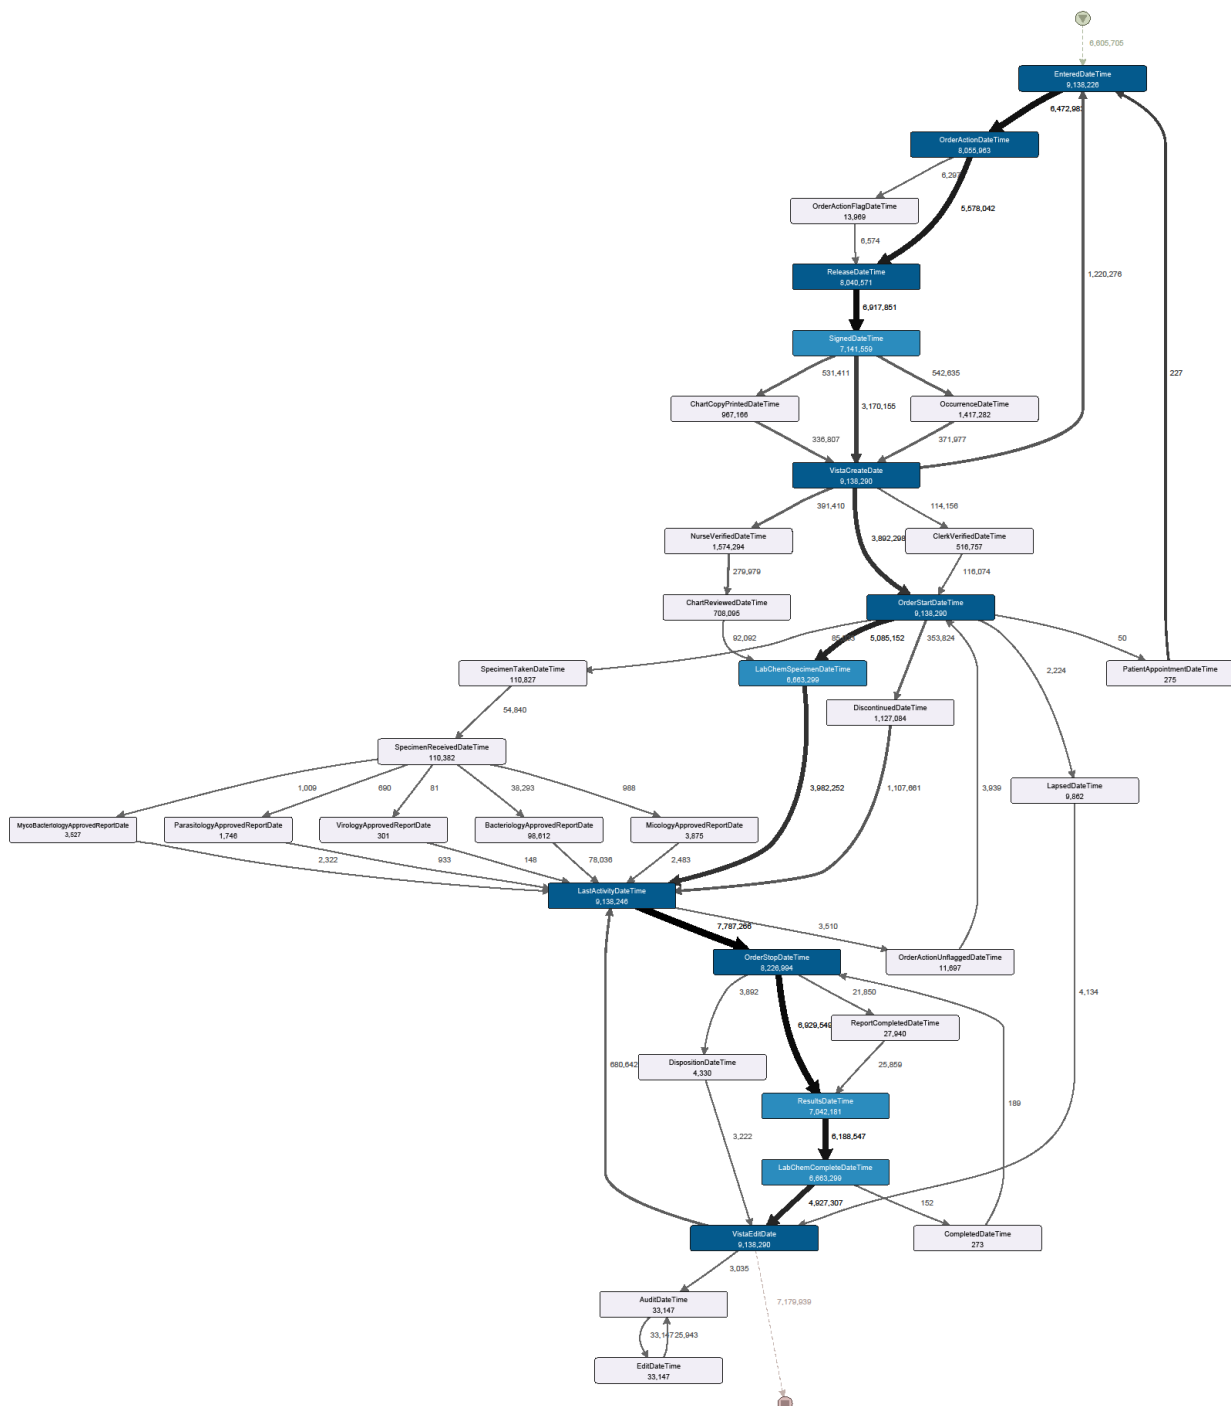 6,605,705
EnteredDateTime
9,138,226
OrderActionDateTime
8,055,963
6,297
OrderActionFlagDateTime
13,969
5,578,042
6,574
ReleaseDateTime
8,040,571
1,220,276
6,917,851
SignedDateTime
7,141,559
531,411
542,635
227
ChartCopyPrintedDateTime
967,166
3,170,155
OccurrenceDateTime
1,417,282
336,807
371,977
VistaCreateDate
9,138,290
391,410
114,156
NurseVerifiedDateTime
1,574,294
3,892,298
ClerkVerifiedDateTime
516,757
279,979
116,074
ChartReviewedDateTime
708,095
OrderStartDateTime
9,138,290
92,092
5,085,152
353,824
50
SpecimenTakenDateTime
110,827
LabChemSpecimenDateTime
6,663,299
2,224
PatientAppointmentDateTime
275
54,840
DiscontinuedDateTime
1,127,084
SpecimenReceivedDateTime
110,382
1,009
690
81
38,293
988
3,982,252
1,107,661
3,939
LapsedDateTime
9,862
MycoBacteriologyApprovedReportDate
3,527
ParasitologyApprovedReportDate
1,746
VirologyApprovedReportDate
301
BacteriologyApprovedReportDate
98,612
MicologyApprovedReportDate
3,875
2,322
933
148
78,036
2,483
LastActivityDateTime
9,138,246
7,787,266
3,510
OrderStopDateTime
8,226,994
OrderActionUnflaggedDateTime
11,697
3,892
21,850
4,134
6,929,549
ReportCompletedDateTime
27,940
680,642
DispositionDateTime
4,330
25,859
ResultsDateTime
7,042,181
189
3,222
6,188,547
LabChemCompleteDateTime
6,663,299
4,927,307
152
VistaEditDate
9,138,290
CompletedDateTime
273
3,035
AuditDateTime
33,147
7,179,939
33,147
25,943
EditDateTime
33,147